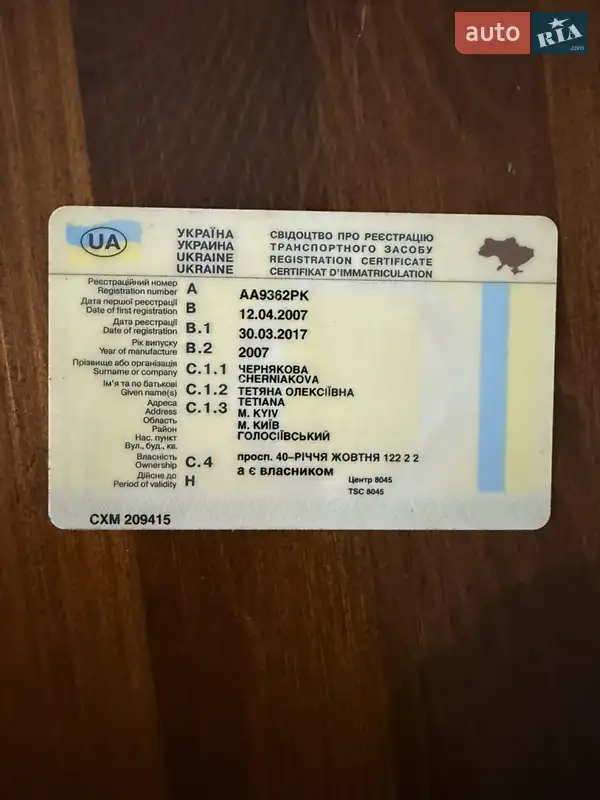 auto RIA .com
UA
УКРАЇНА
УКРАИНА
UKRAINE
UKRAINE
СВІДОЦТВО ПРО РЕЄСТРАЦІЮ
ТРАНСПОРТНОГО ЗАСОБУ
REGISTRATION CERTIFICATE
CERTIFICAT D'IMMATRICULATION
Реєстраційний номер
Registration number A AA9362PK
Дата першої реєстрації
Date of first registration B 12.04.2007
Дата реєстрації
Date of registration B.1 30.03.2017
Рік випуску
Year of manufacture B.2 2007
Прізвище або організація
Surname or company C.1.1 ЧЕРНЯКОВА
CHERNIAKOVA
Ім'я та по батькові
Given name(s) C.1.2 ТЕТЯНА ОЛЕКСІЇВНА
TETIANA
Адреса
Address C.1.3 М. KYIV
Область М. КИЇВ
Район ГОЛОСІЇВСЬКИЙ
Нас. пункт
Вул., буд., кв.
просп. 40-РІЧЧЯ ЖОВТНЯ 122 2 2
Власність
Ownership C.4 а є власником
Дійсне до
Period of validity H
Центр 8045
TSC 8045
СХМ 209415